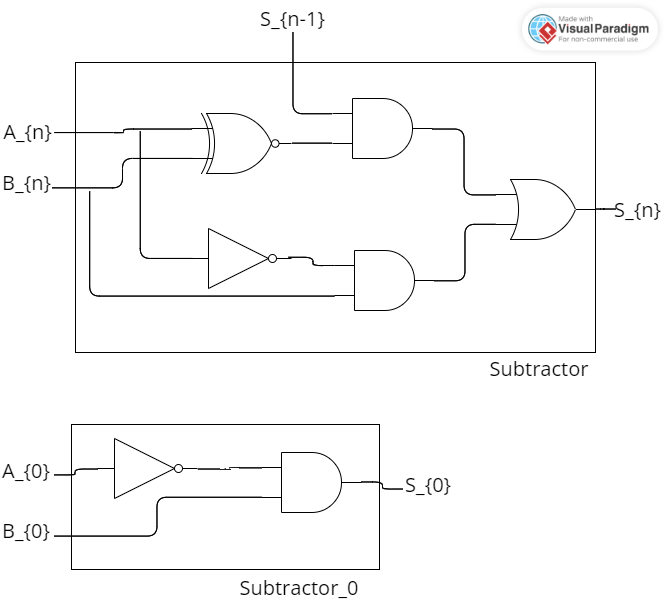 S_{n-1}
Made with
Visual Paradigm
For non-commercial use
A_{n}
B_{n}
S_{n}
Subtractor
A_{0}
S_{0}
B_{0}
Subtractor_0